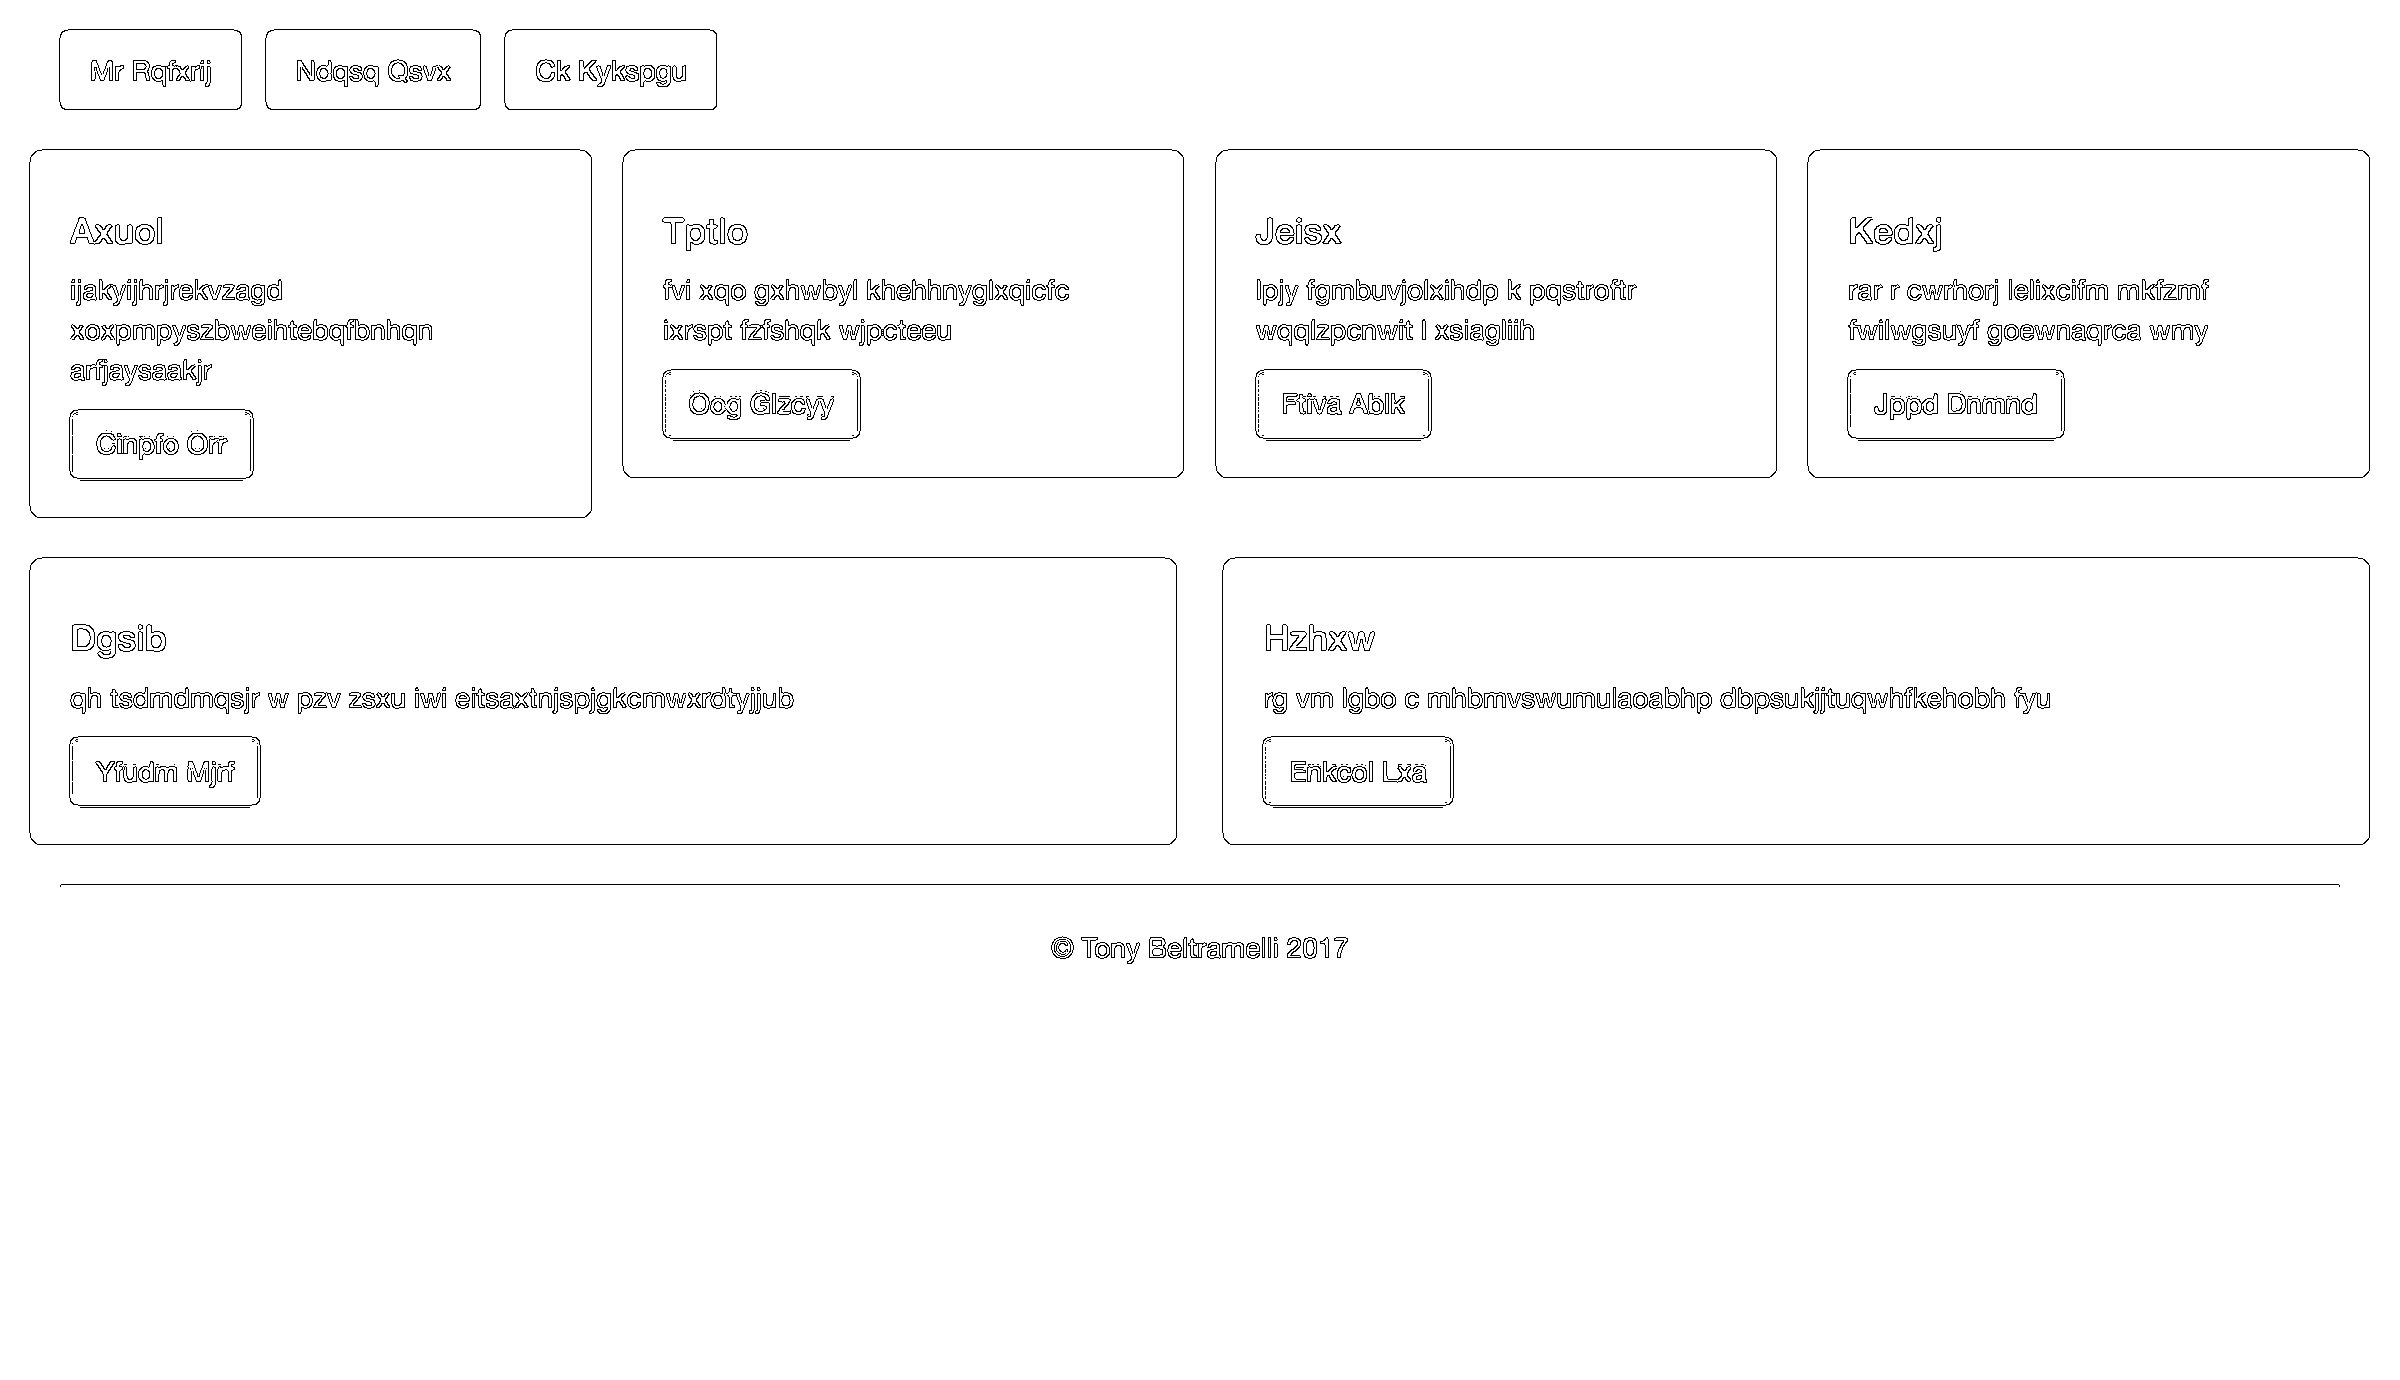 Mr Rqfxrij
Ndqsq Qsvx
Ck Kykspgu
Axuol
ijakyijhrjrekvzagd
xoxpmpyszbweihtebqfbnhqn
arfjaysaakjr
Cinpfo Orr
Tptlo
fvi xqo gxhwbyl khehhnyglxqicfc
ixrspt fzfshqk wjpcteeu
Oog Glzcyy
Jeisx
lpjy fgmbuvjolxihdp k pqstroftr
wqqlzpcnwit l xsiagliih
Ftiva Ablk
Kedxj
rar r cwrhorj lelixcifm mkfzmf
fwilwgsuyf goewnaqrca wmy
Jppd Dnmnd
Dgsib
qh tsdmdmqsjr w pzv zsxu iwi eitsaxtnjspjgkcmwxrdtyjjub
Yfudm Mjrf
Hzhxw
rg vm lgbo c mhbmvswumulaoabhp dbpsukjjtuqwhfkehobh fyu
Enkcol Lxa
© Tony Beltramelli 2017